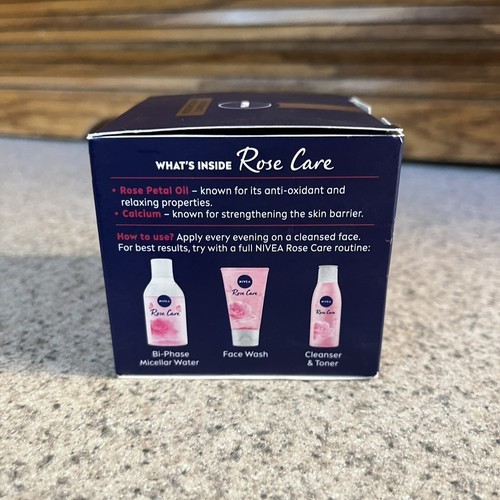 WHAT'S INSIDE Rose Care
• Rose Petal Oil – known for its anti-oxidant and
relaxing properties.
• Calcium – known for strengthening the skin barrier.
How to use? Apply every evening on a cleansed face.
For best results, try with a full NIVEA Rose Care routine:
NIVEA
Rose Care
NIVEA
Rose Care
NIVEA
Rose Care
Bi-Phase
Micellar Water
Face Wash
Cleanser
& Toner